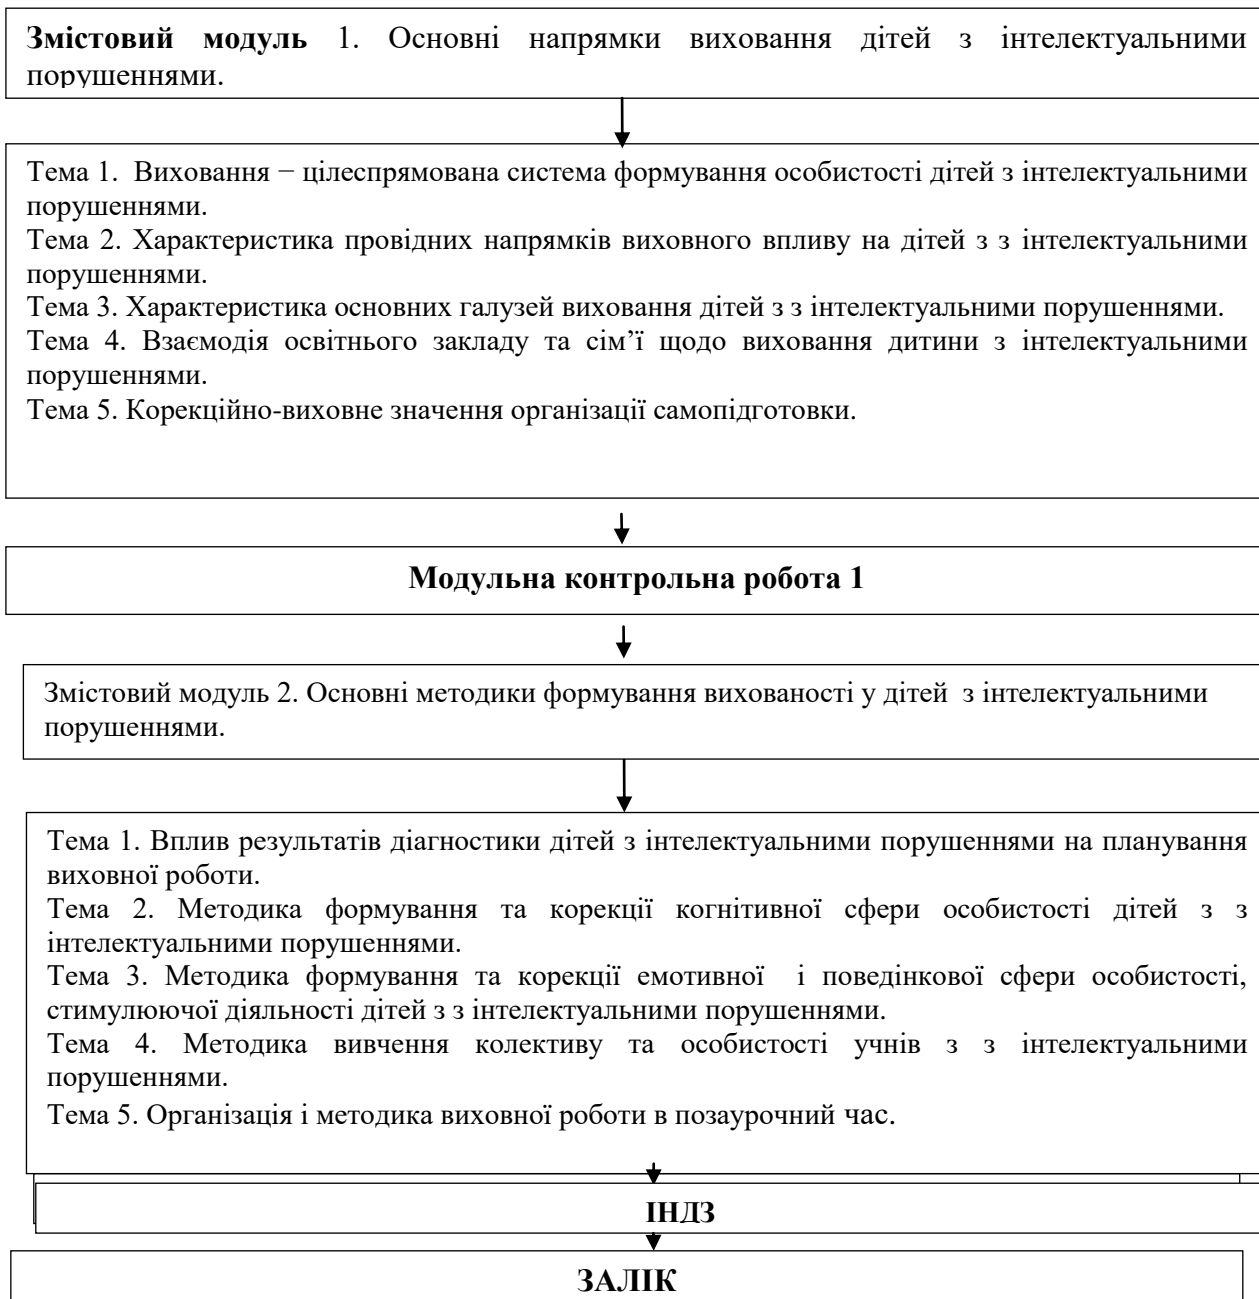 Змістовий модуль 1. Основні напрямки виховання дітей з інтелектуальними
порушеннями.
Тема 1. Виховання − цілеспрямована система формування особистості дітей з інтелектуальними
порушеннями.
Тема 2. Характеристика провідних напрямків виховного впливу на дітей з з інтелектуальними
порушеннями.
Тема 3. Характеристика основних галузей виховання дітей з з інтелектуальними порушеннями.
Тема 4. Взаємодія освітнього закладу та сім’ї щодо виховання дитини з інтелектуальними
порушеннями.
Тема 5. Корекційно-виховне значення організації самопідготовки.
Модульна контрольна робота 1
Змістовий модуль 2. Основні методики формування вихованості у дітей з інтелектуальними
порушеннями.
Тема 1. Вплив результатів діагностики дітей з інтелектуальними порушеннями на планування
виховної роботи.
Тема 2. Методика формування та корекції когнітивної сфери особистості дітей з з
інтелектуальними порушеннями.
Тема 3. Методика формування та корекції емотивної і поведінкової сфери особистості,
стимулюючої діяльності дітей з з інтелектуальними порушеннями.
Тема 4. Методика вивчення колективу та особистості учнів з з інтелектуальними
порушеннями.
Тема 5. Організація і методика виховної роботи в позаурочний час.
ІНДЗ
ЗАЛІК